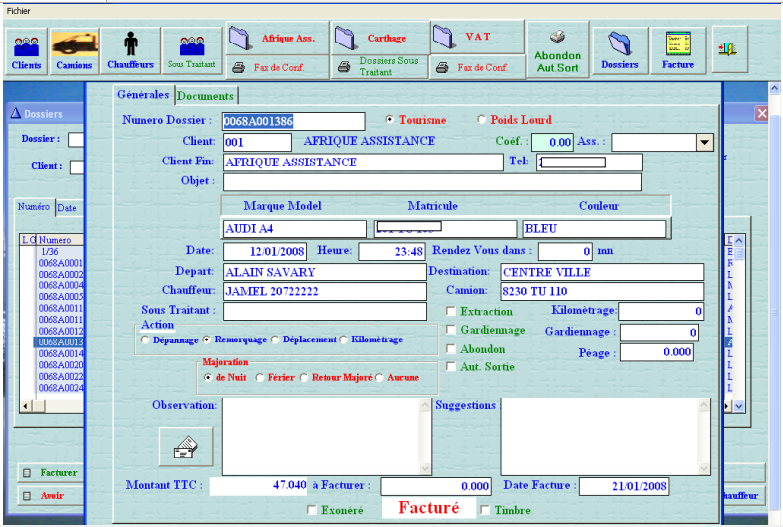 Fichier
Clients Camions Chauffeurs Sous Traitant Afrique Ass. Carthage V A T Abandon Aut.Sort Dossiers Facture
Fax de Conf. Dossiers Sous Traitant Fax de Conf.
Dossiers
Dossier :
Client :
Numéro Date
L O Numero
1/36
0068A0001
0068A0002
0068A0004
0068A0005
0068A0011
0068A0011
0068A0012
0068A0013
0068A0014
0068A0020
0068A0022
0068A0024
Facturer
Avoir
hauffeur
Générales Documents
Numero Dossier : 0068A001386 Tourisme Poids Lourd
Client: 001 AFRIQUE ASSISTANCE Coéf. : 0.00 Ass. :
Client Fin: AFRIQUE ASSISTANCE Tel:
Objet :
Marque Model Matricule Couleur
AUDI A4 BLEU
Date: 12/01/2008 Heure: 23:48 Rendez Vous dans : 0 mn
Depart: ALAIN SAVARY Destination: CENTRE VILLE
Chauffeur: JAMEL 20722222 Camion: 8230 TU 110
Sous Traitant : Extraction Kilomètrage: 0
Action
Dépannage Remorquage Déplacement Kilomètrage
Gardiennage Gardiennage : 0
Abondon Péage : 0.000
Aut. Sortie
Majoration
de Nuit Férier Retour Majoré Aucune
Observation: Suggestions :
Montant TTC : 47.040 à Facturer : 0.000 Date Facture : 21/01/2008
Exonéré Facturé Timbre